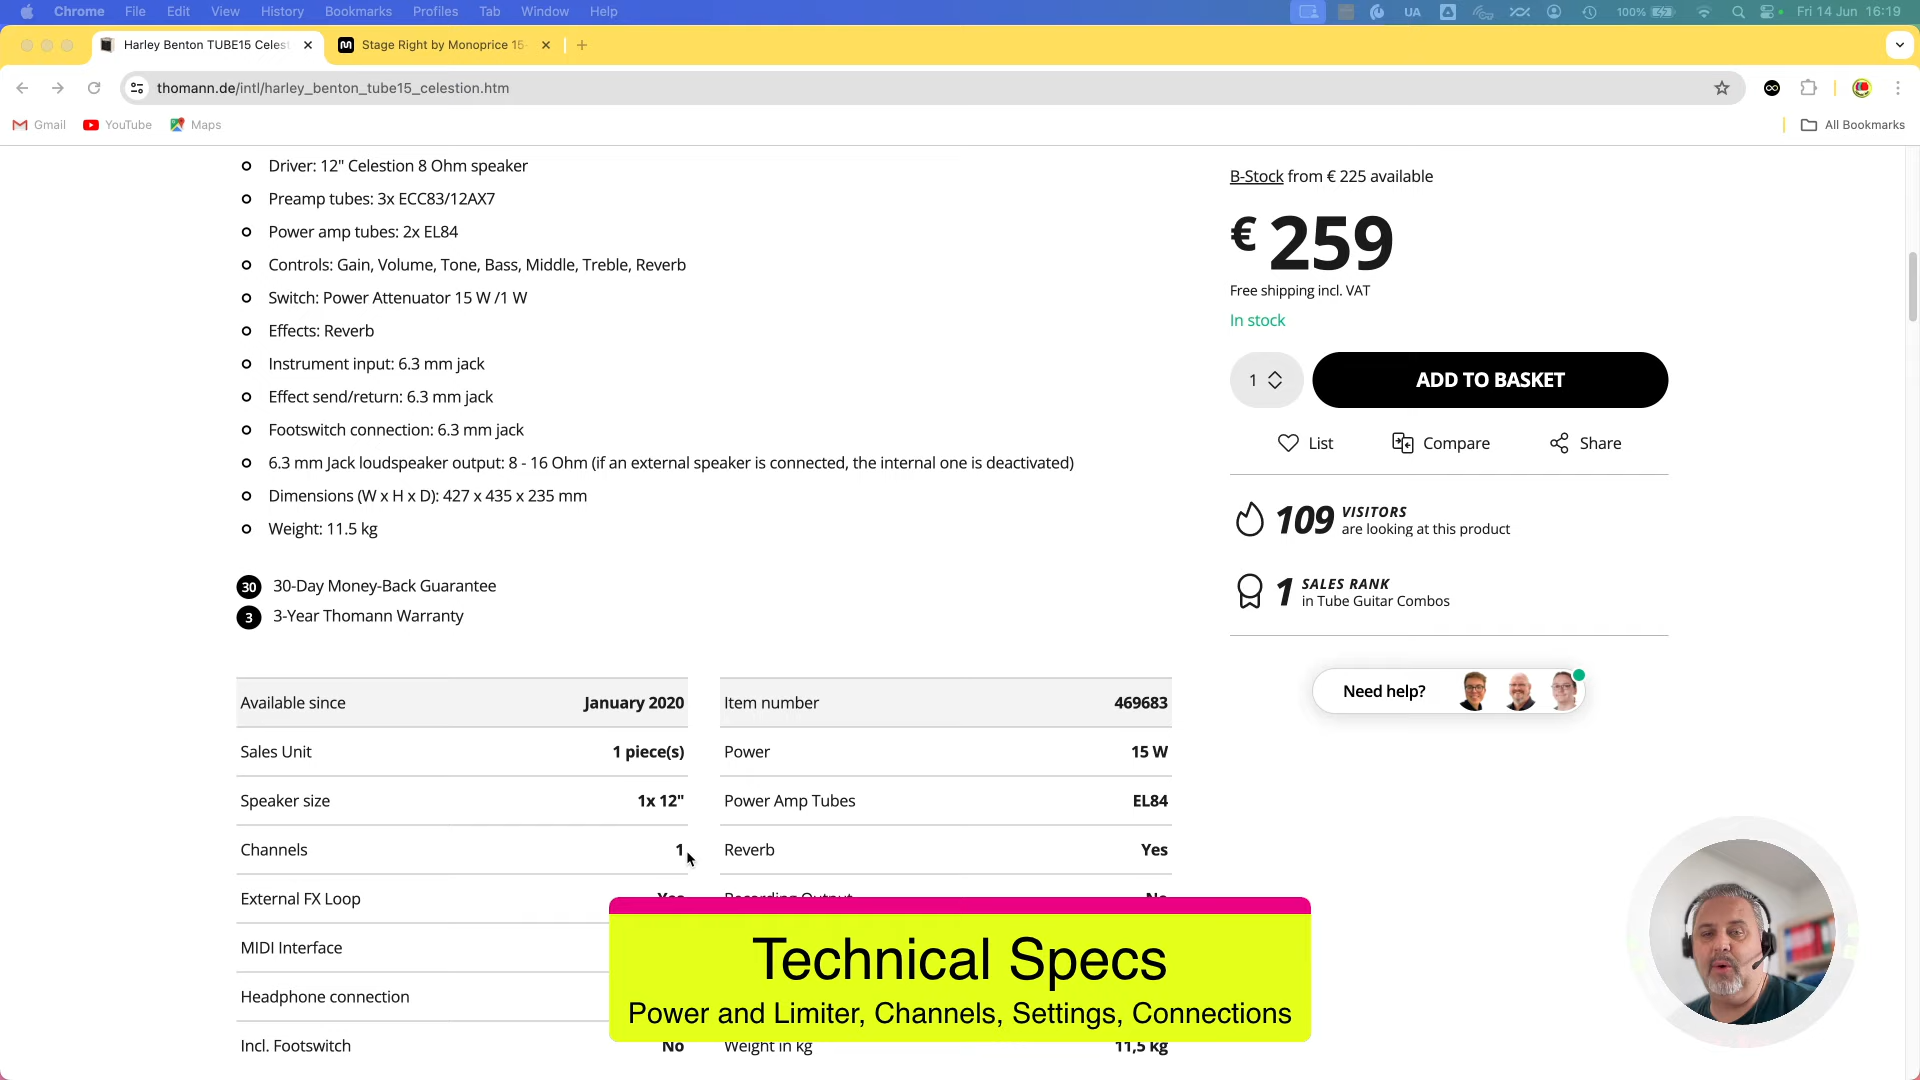 Chrome File Edit View History Bookmarks Profiles Tab Window Help UA 100% Fri 14 Jun 16:19
Harley Benton TUBE15 Celest Stage Right by Monoprice 15-
thomann.de/intl/harley_benton_tube15_celestion.htm
Gmail YouTube Maps All Bookmarks
Driver: 12" Celestion 8 Ohm speaker
Preamp tubes: 3x ECC83/12AX7
Power amp tubes: 2x EL84
Controls: Gain, Volume, Tone, Bass, Middle, Treble, Reverb
Switch: Power Attenuator 15 W /1 W
Effects: Reverb
Instrument input: 6.3 mm jack
Effect send/return: 6.3 mm jack
Footswitch connection: 6.3 mm jack
6.3 mm Jack loudspeaker output: 8 - 16 Ohm (if an external speaker is connected, the internal one is deactivated)
Dimensions (W x H x D): 427 x 435 x 235 mm
Weight: 11.5 kg
30 30-Day Money-Back Guarantee
3 3-Year Thomann Warranty
B-Stock from € 225 available
€ 259
Free shipping incl. VAT
In stock
1 ADD TO BASKET
List Compare Share
109 VISITORS
are looking at this product
1 SALES RANK
in Tube Guitar Combos
Need help?
Available since January 2020 Item number 469683
Sales Unit 1 piece(s) Power 15 W
Speaker size 1x 12" Power Amp Tubes EL84
Channels 1 Reverb Yes
External FX Loop Yes Recording Output No
MIDI Interface
Headphone connection
Incl. Footswitch No Weight in kg 11,5 kg
Technical Specs
Power and Limiter, Channels, Settings, Connections